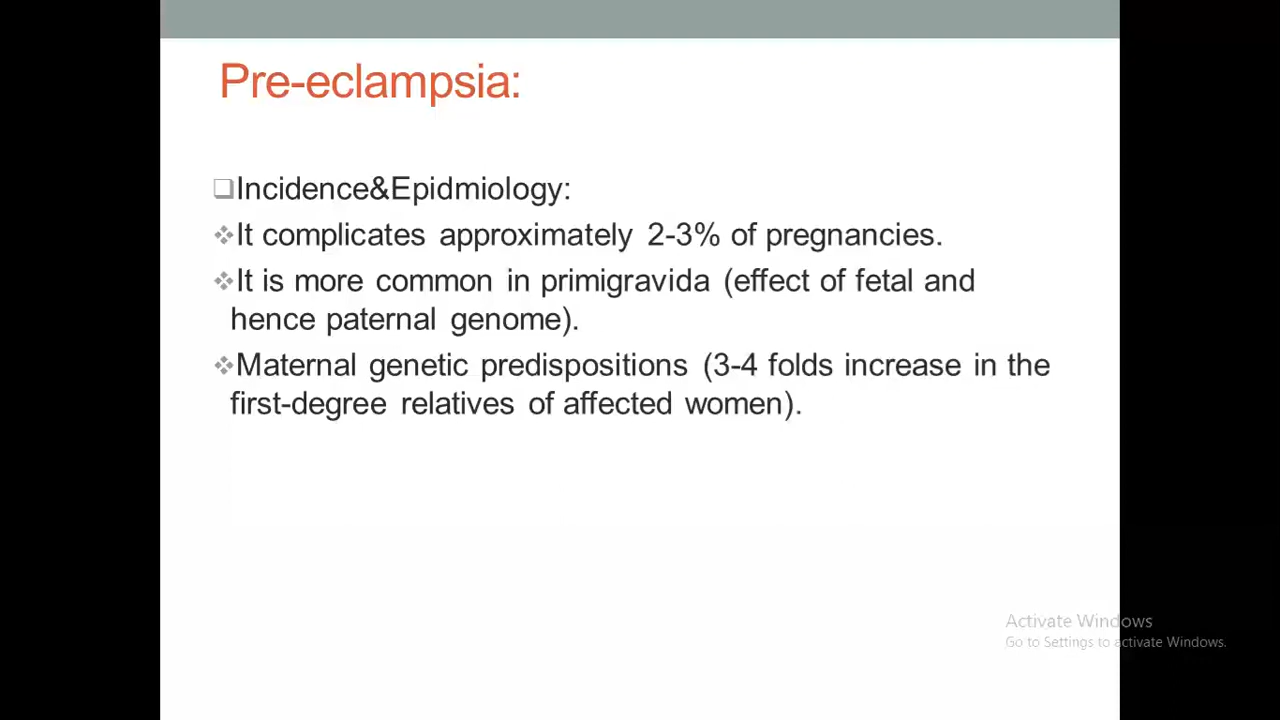 Pre-eclampsia:
❑Incidence&Epidmiology:
❖It complicates approximately 2-3% of pregnancies.
❖It is more common in primigravida (effect of fetal and
hence paternal genome).
❖Maternal genetic predispositions (3-4 folds increase in the
first-degree relatives of affected women).
Activate Windows
Go to Settings to activate Windows.